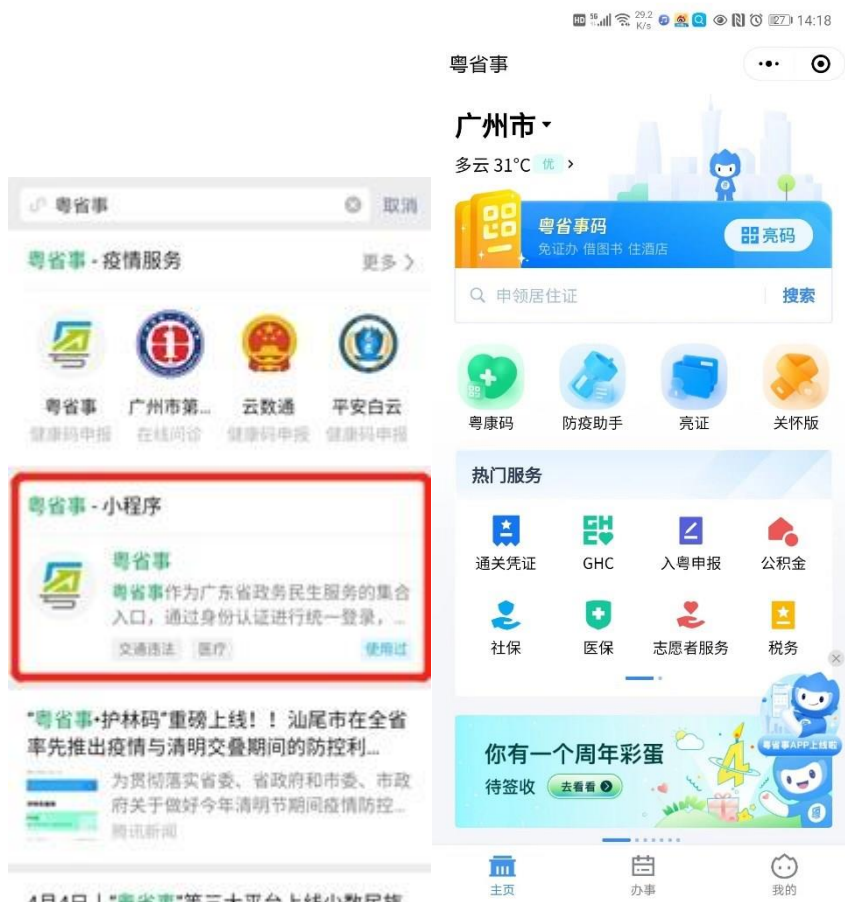 粤省事
取消
粤省事 - 疫情服务
更多
粤省事
广州市第...
云数通
平安白云
健康码申报
在线问诊
健康码申报
健康码申报
粤省事 - 小程序
粤省事
粤省事作为广东省政务民生服务的集合
入口，通过身份认证进行统一登录，...
交通违法
医疗
使用过
“粤省事+护林码”重磅上线！！汕尾市在全省
率先推出疫情与清明交叠期间的防控利...
为贯彻落实省委、省政府和市委、市政
府关于做好今年清明节期间疫情防控...
腾讯新闻
HD 5G 29.2 K/s 27 14:18
粤省事
广州市
多云 31°C 优
粤省事码
免证办 借图书 住酒店
亮码
申领居住证
搜索
粤康码
防疫助手
亮证
关怀版
热门服务
通关凭证
GHC
入粤申报
公积金
社保
医保
志愿者服务
税务
粤省事APP上线啦
你有一个周年彩蛋
待签收
去看看
主页
办事
我的